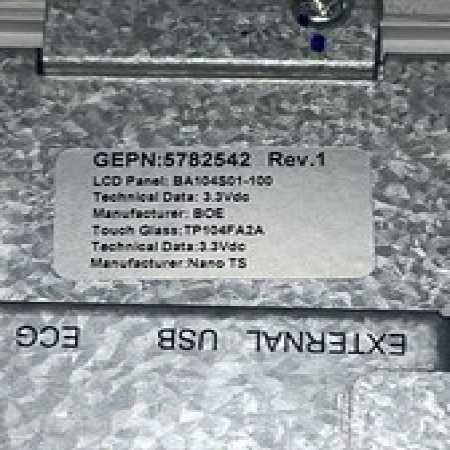 GEPN:5782542 Rev.1
LCD Panel: BA104S01-100
Technical Data: 3.3Vdc
Manufacturer: BOE
Touch Glass:TP104FA2A
Technical Data:3.3Vdc
Manufacturer:Nano TS
EXTERNAL USB ECG